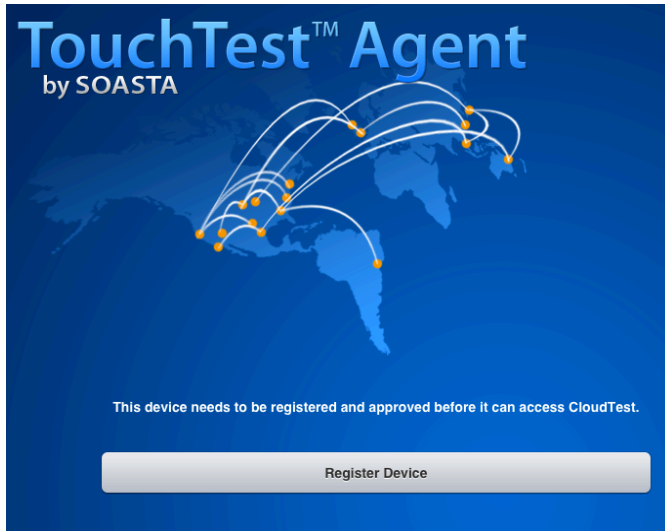 TouchTest™ Agent
by SOASTA
This device needs to be registered and approved before it can access CloudTest.
Register Device